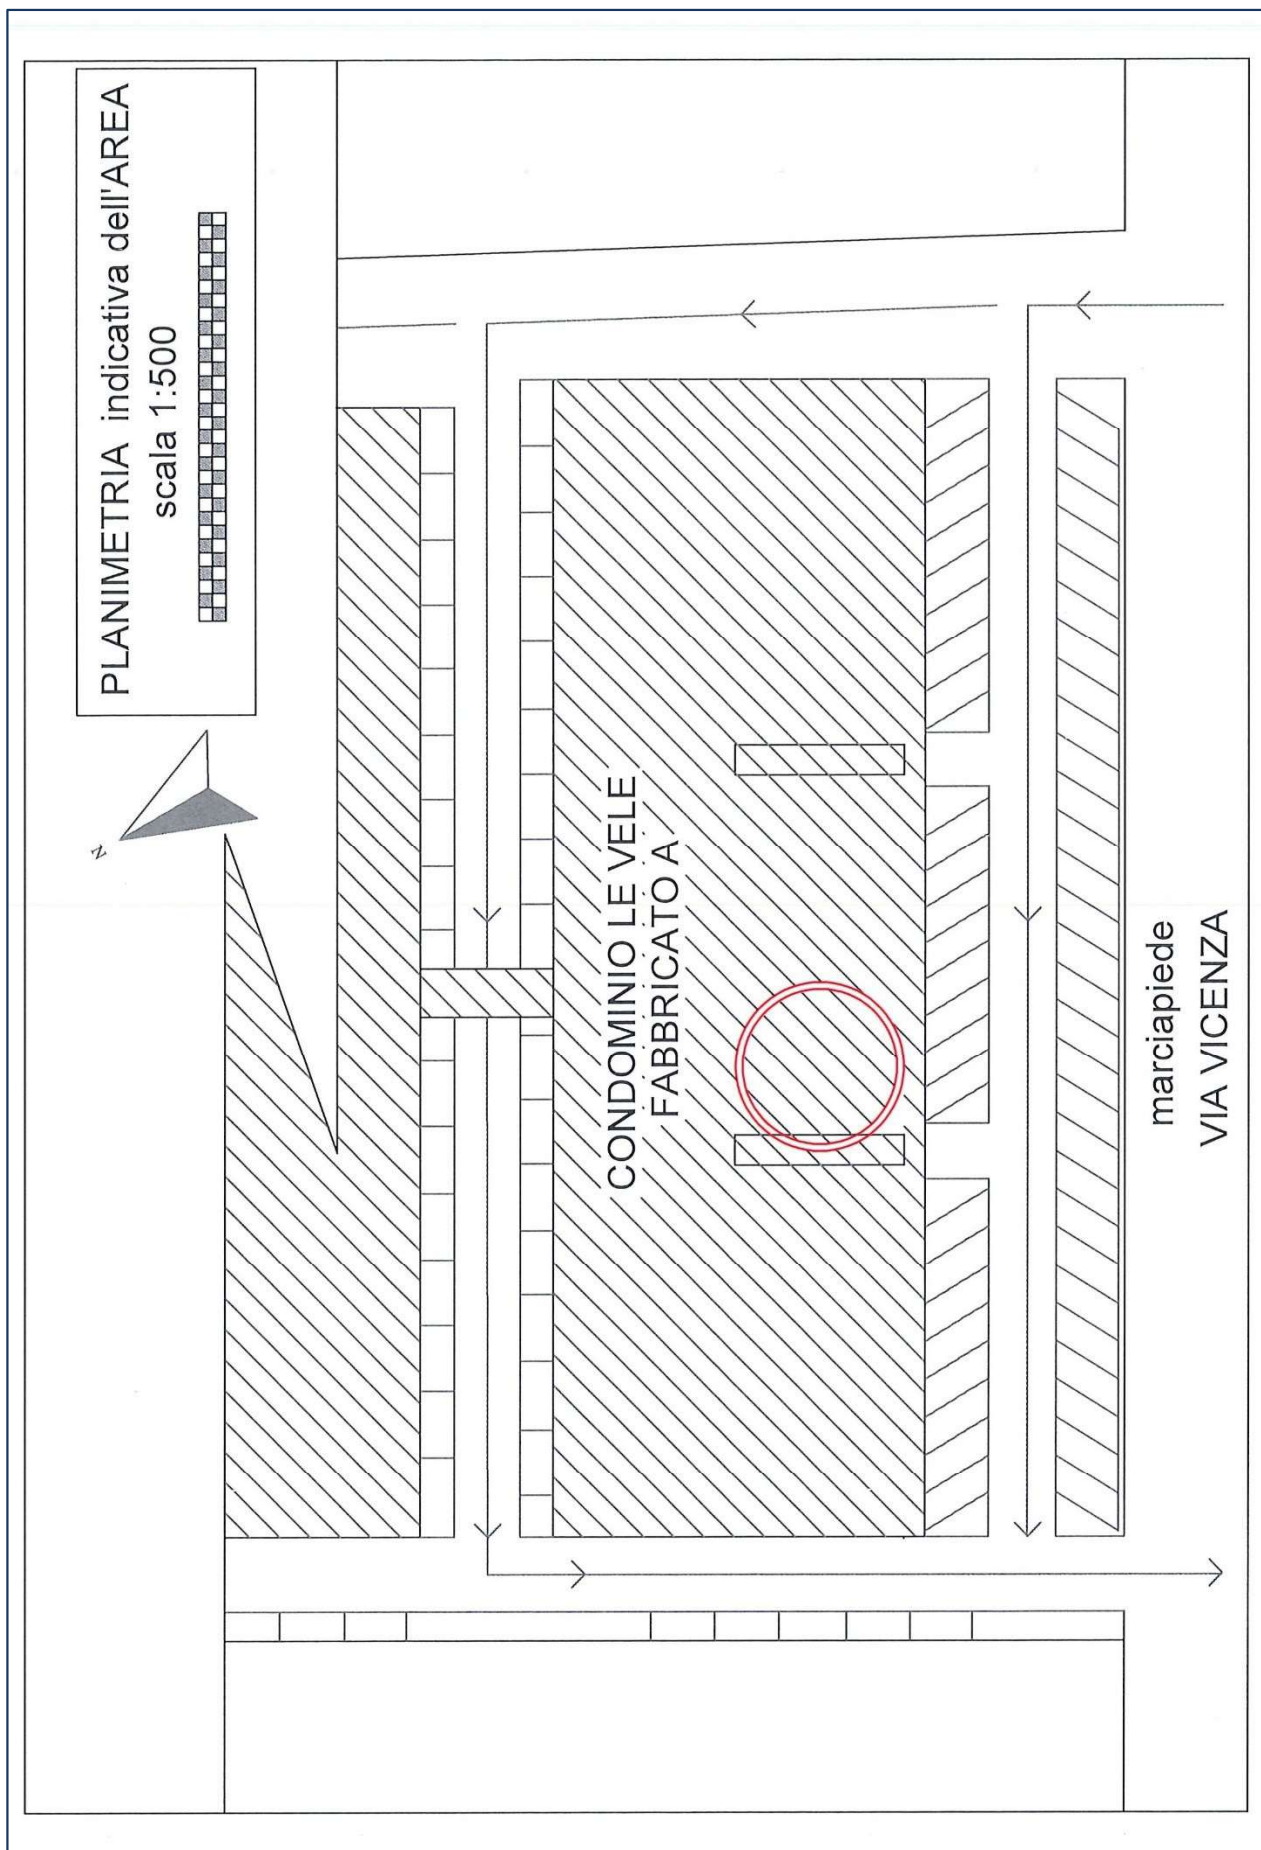 PLANIMETRIA indicativa dell'AREA
scala 1:500
N
CONDOMINIO LE VELE
FABBRICATO A
marciapiede
VIA VICENZA